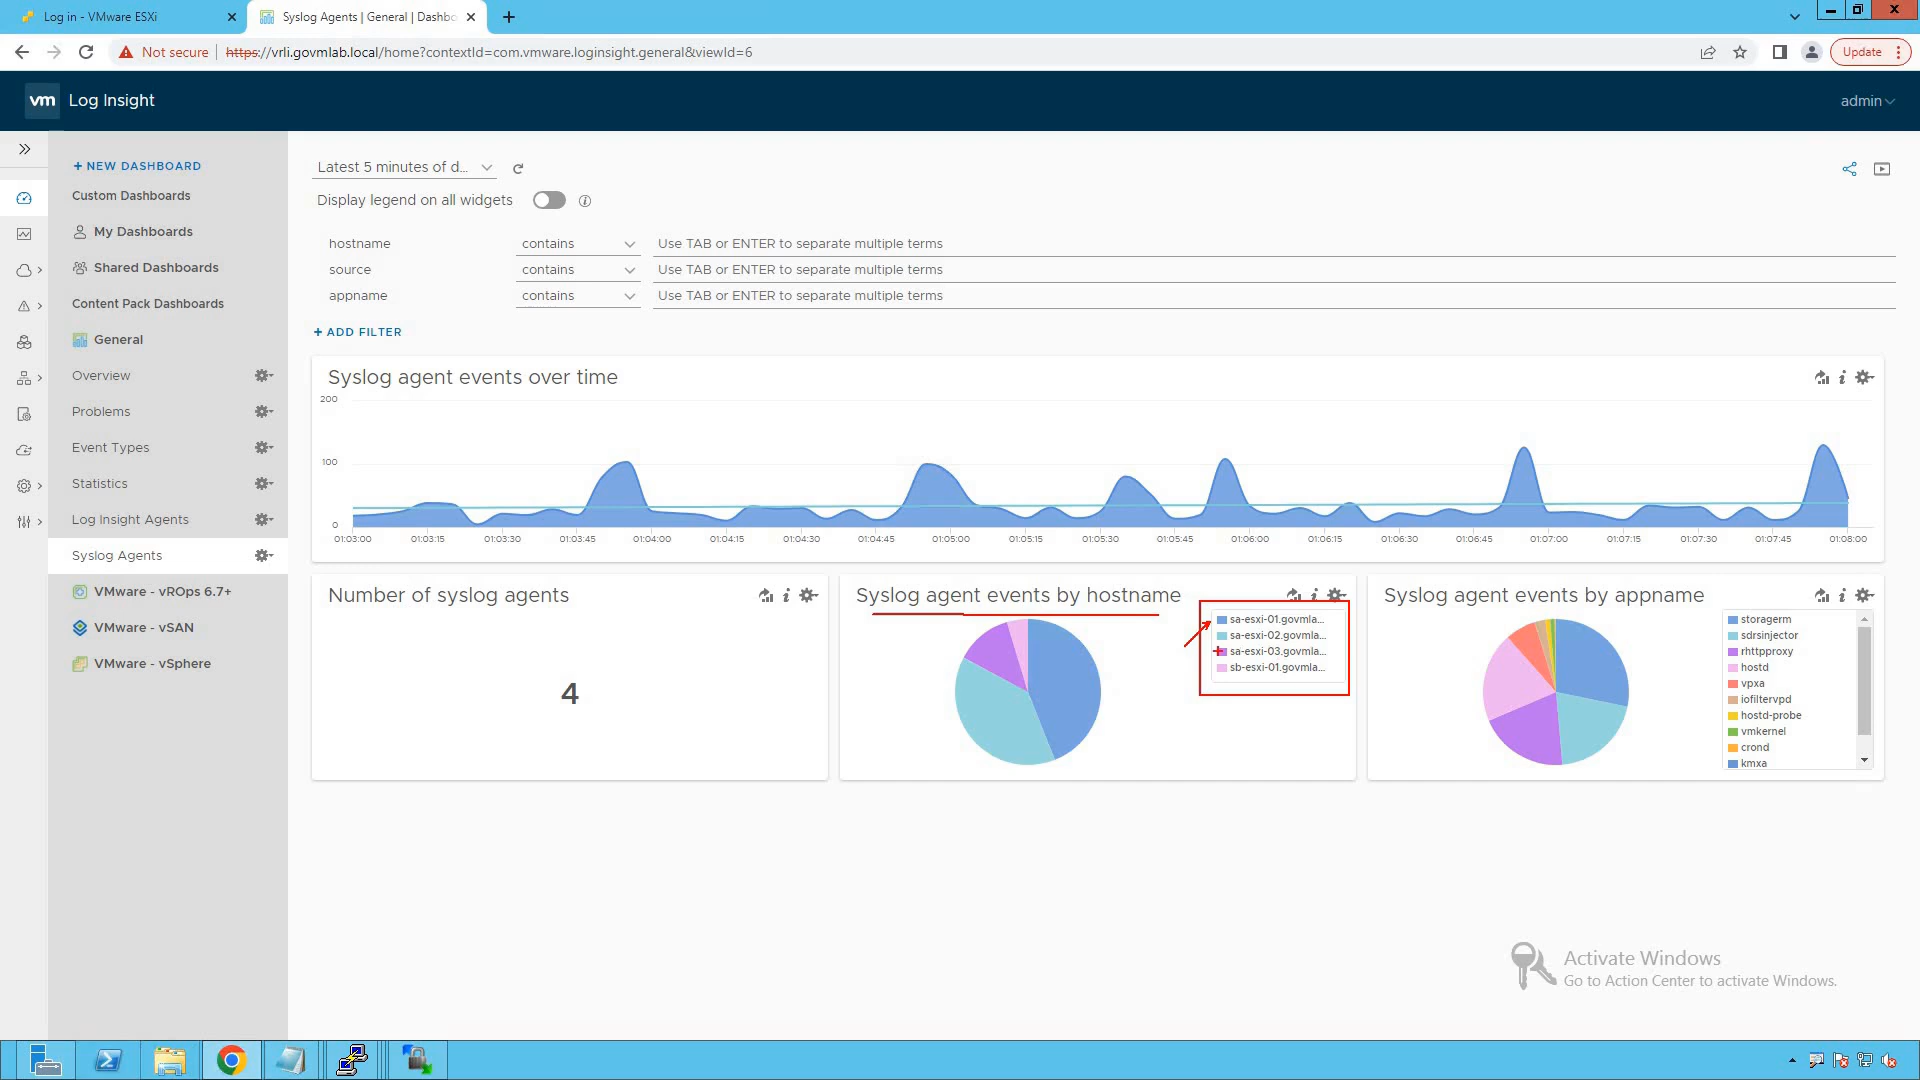 Log in - VMware ESXi
Syslog Agents | General | Dashbo
Not secure
https://vrli.govmlab.local/home?contextId=com.vmware.loginsight.general&viewId=6
Update
vm
Log Insight
admin
+ NEW DASHBOARD
Custom Dashboards
My Dashboards
Shared Dashboards
Content Pack Dashboards
General
Overview
Problems
Event Types
Statistics
Log Insight Agents
Syslog Agents
VMware - vROps 6.7+
VMware - vSAN
VMware - vSphere
Latest 5 minutes of d...
Display legend on all widgets
hostname contains Use TAB or ENTER to separate multiple terms
source contains Use TAB or ENTER to separate multiple terms
appname contains Use TAB or ENTER to separate multiple terms
+ ADD FILTER
Syslog agent events over time
200
100
0
01:03:00 01:03:15 01:03:30 01:03:45 01:04:00 01:04:15 01:04:30 01:04:45 01:05:00 01:05:15 01:05:30 01:05:45 01:06:00 01:06:15 01:06:30 01:06:45 01:07:00 01:07:15 01:07:30 01:07:45 01:08:00
Number of syslog agents
4
Syslog agent events by hostname
sa-esxi-01.govmla...
sa-esxi-02.govmla...
sa-esxi-03.govmla...
sb-esxi-01.govmla...
Syslog agent events by appname
storagerm
sdrsinjector
rhttpproxy
hostd
vpxa
iofiltervpd
hostd-probe
vmkernel
crond
kmxa
Activate Windows
Go to Action Center to activate Windows.